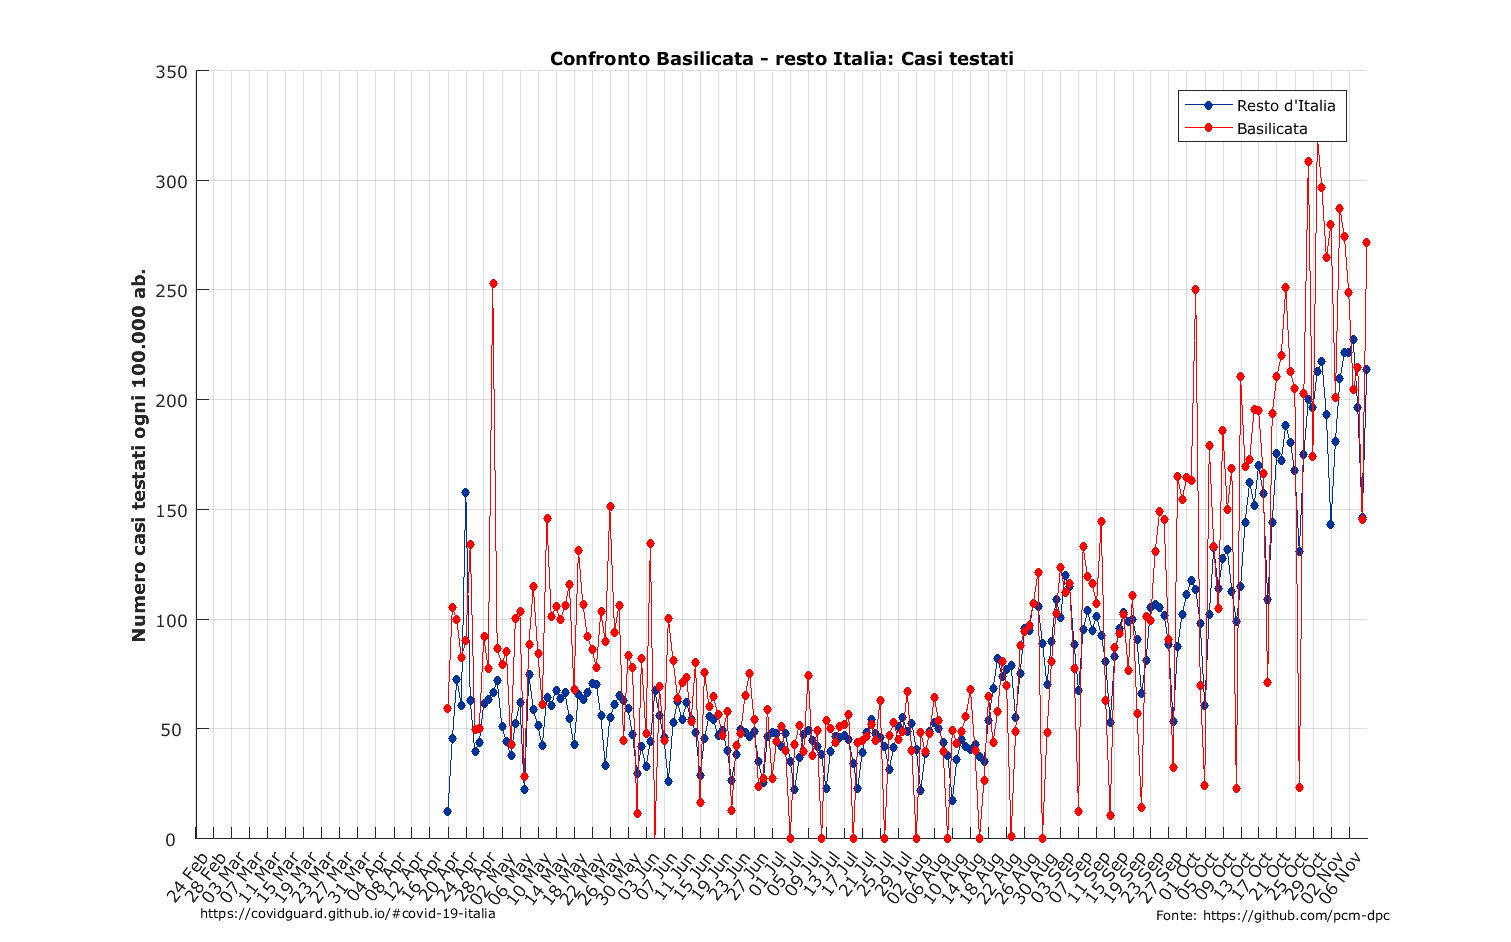 Confronto Basilicata - resto Italia: Casi testati
Resto d'Italia
Basilicata
Numero casi testati ogni 100.000 ab.
350
300
250
200
150
100
50
0
24 Feb
28 Feb
03 Mar
07 Mar
11 Mar
15 Mar
19 Mar
23 Mar
27 Mar
31 Mar
04 Apr
08 Apr
12 Apr
16 Apr
20 Apr
24 Apr
28 Apr
02 May
06 May
10 May
14 May
18 May
22 May
26 May
30 May
03 Jun
07 Jun
11 Jun
15 Jun
19 Jun
23 Jun
27 Jun
01 Jul
05 Jul
09 Jul
13 Jul
17 Jul
21 Jul
25 Jul
29 Jul
02 Aug
06 Aug
10 Aug
14 Aug
18 Aug
22 Aug
26 Aug
30 Aug
03 Sep
07 Sep
11 Sep
15 Sep
19 Sep
23 Sep
27 Sep
01 Oct
05 Oct
09 Oct
13 Oct
17 Oct
21 Oct
25 Oct
29 Oct
02 Nov
06 Nov
https://covidguard.github.io/#covid-19-italia
Fonte: https://github.com/pcm-dpc